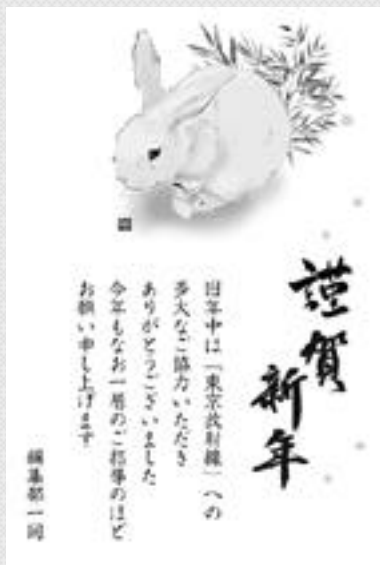 謹賀
新年
旧年中は「東京放射線」への
多大なご協力いただき
ありがとうございました
今年もなお一層のご指導のほど
お願い申し上げます
編集部一同